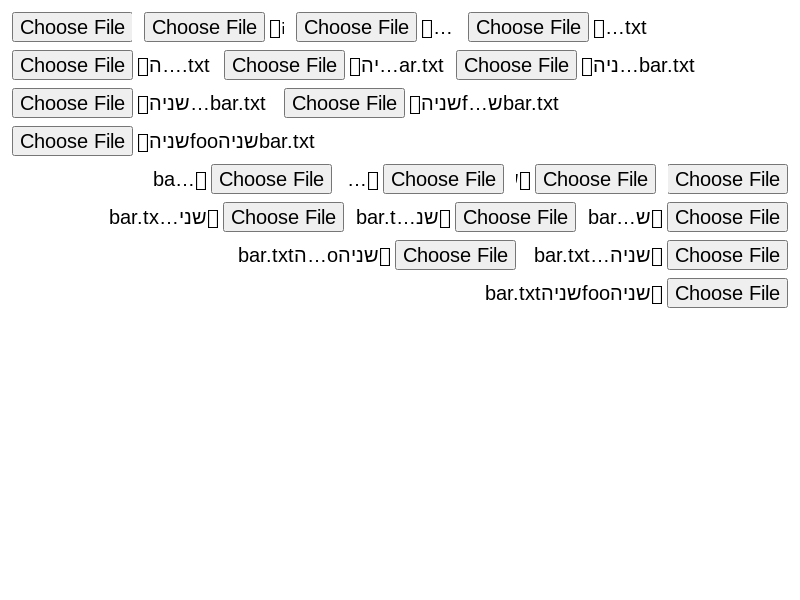 Choose File Choose File Choose File … Choose File …txt
Choose File ה….txt Choose File יה…ar.txt Choose File ניה…bar.txt
Choose File שניה…bar.txt Choose File שניהf…שbar.txt
Choose File שניהfooשניהbar.txt
ba… Choose File … Choose File Choose File Choose File
bar.tx…שני Choose File bar.t…שנ Choose File bar…ש Choose File
bar.txtה…oשניה Choose File bar.txt…שניה Choose File
bar.txtשניהfooשניה Choose File